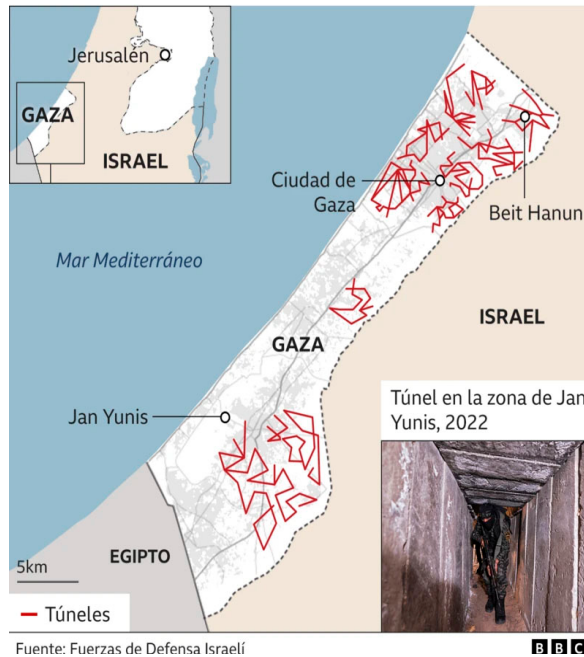 Jerusalén
GAZA
ISRAEL
Ciudad de
Gaza
Beit Hanun
Mar Mediterráneo
ISRAEL
GAZA
Túnel en la zona de Jan
Yunis, 2022
Jan Yunis
EGIPTO
5km
Túneles
Fuente: Fuerzas de Defensa Israelí
BBC